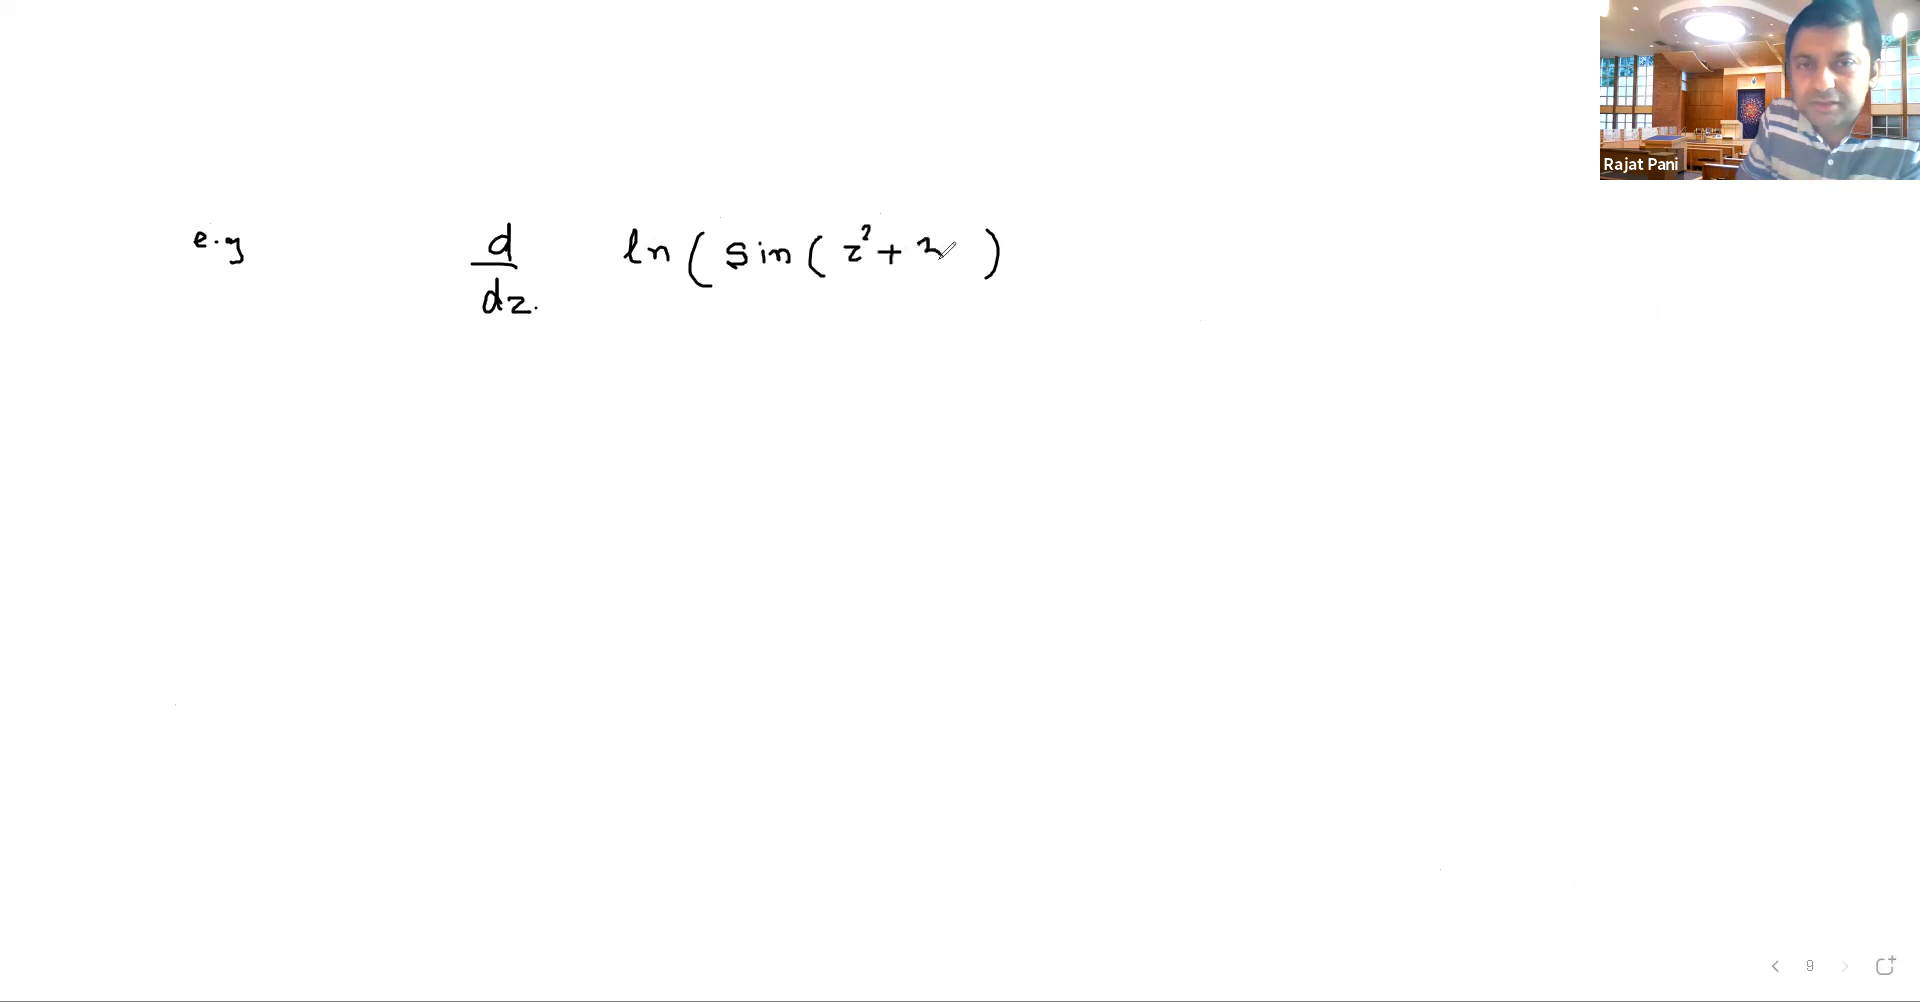 Rajat Pani
e.g d/dz. ln( sin( z²+2 )
9